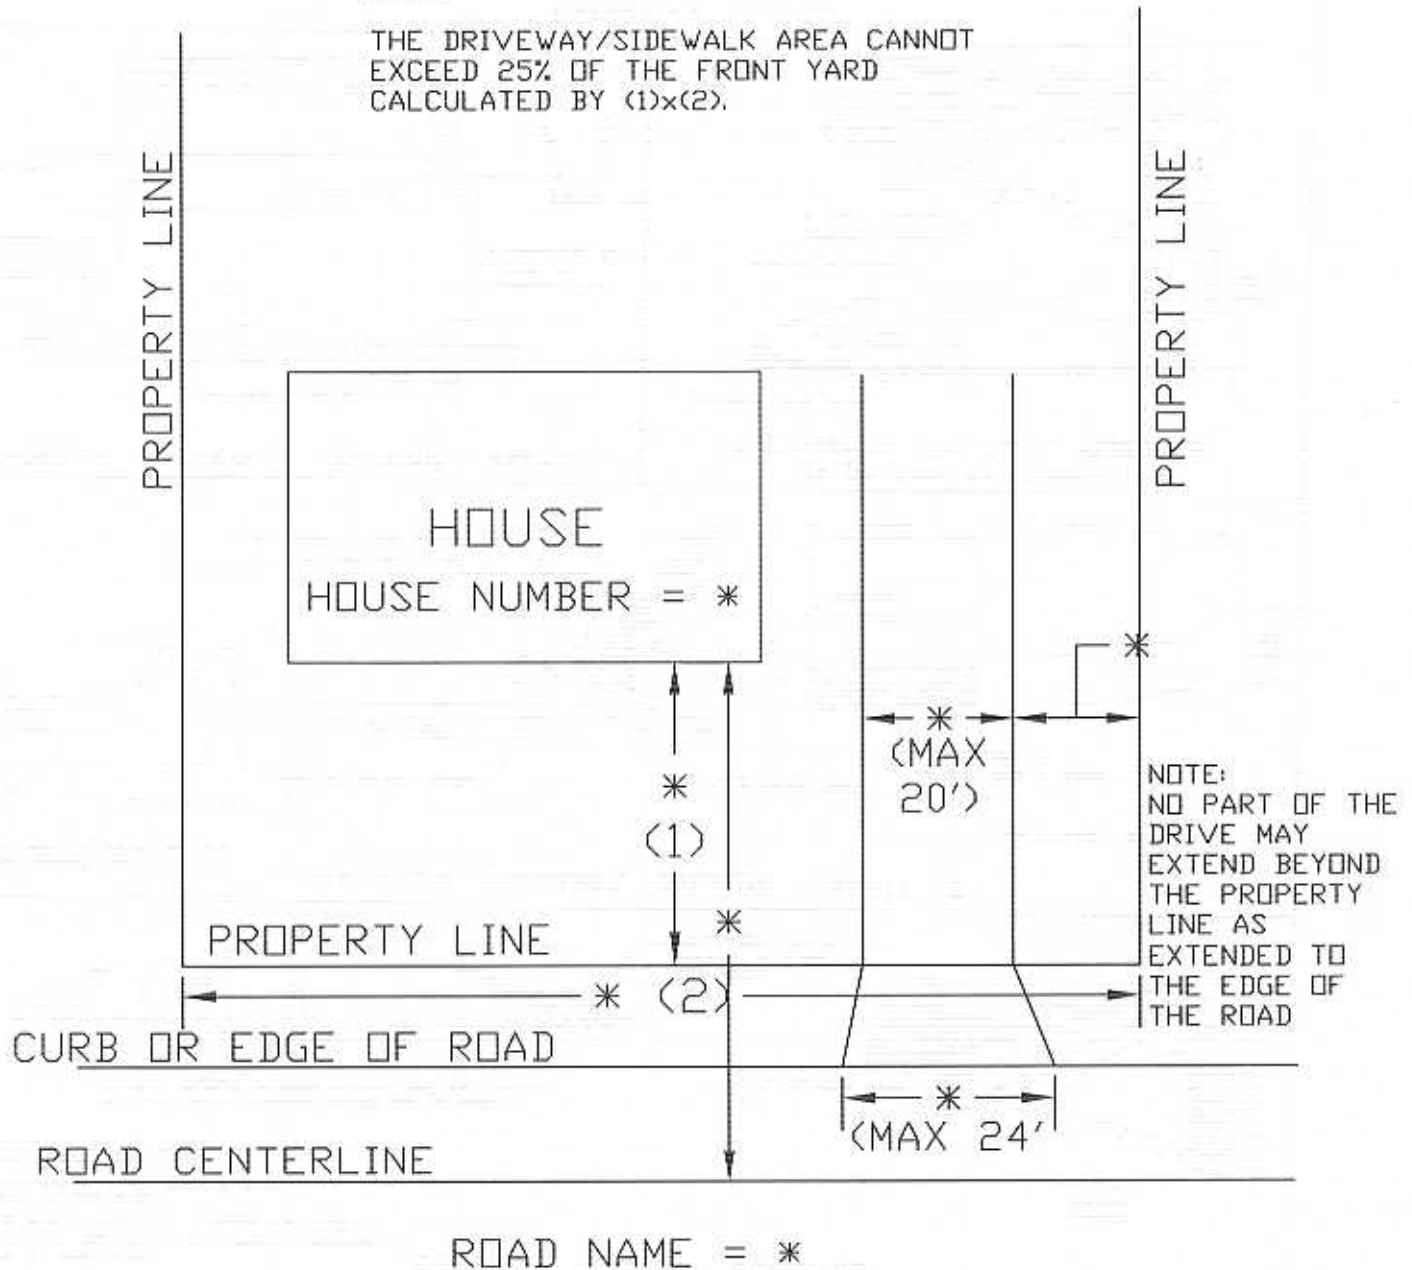 THE DRIVEWAY/SIDEWALK AREA CANNOT
EXCEED 25% OF THE FRONT YARD
CALCULATED BY (1)x(2).
PROPERTY LINE
PROPERTY LINE
HOUSE
HOUSE NUMBER = *
*
*
(MAX
20')
*
(1)
*
NOTE:
NO PART OF THE
DRIVE MAY
EXTEND BEYOND
THE PROPERTY
LINE AS
EXTENDED TO
THE EDGE OF
THE ROAD
PROPERTY LINE
* (2)
CURB OR EDGE OF ROAD
*
(MAX 24'
ROAD CENTERLINE
ROAD NAME = *